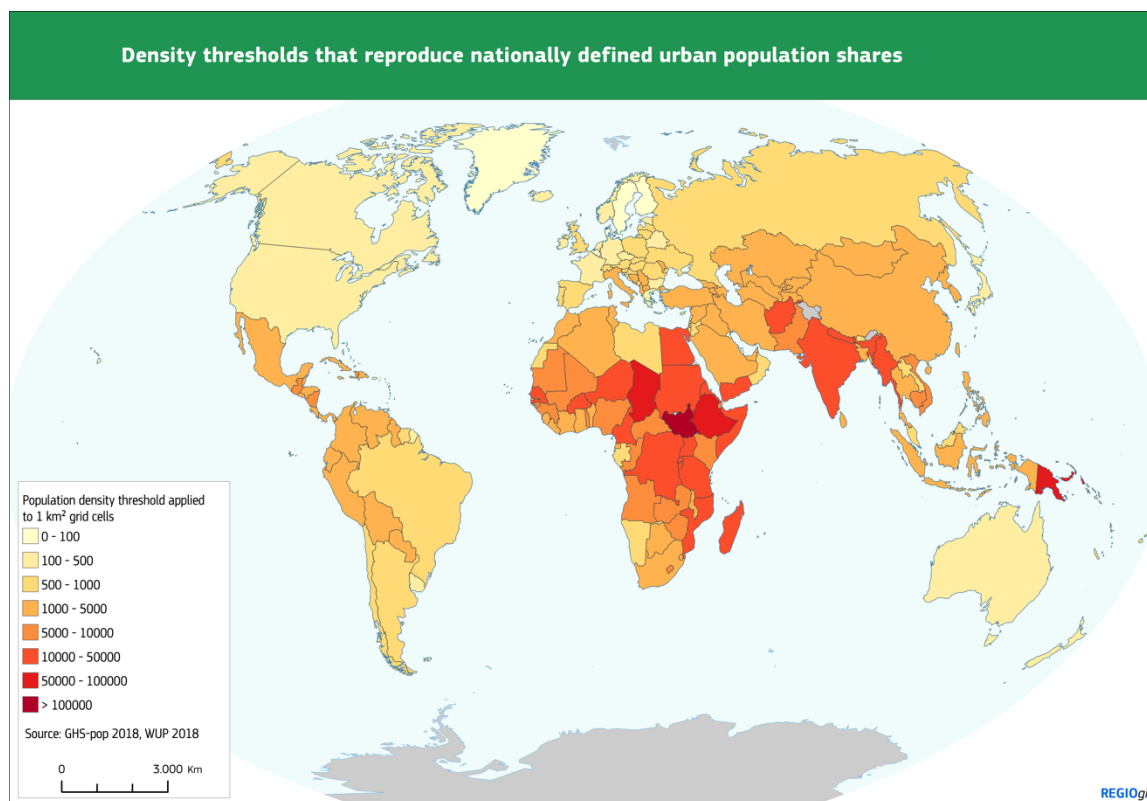 Density thresholds that reproduce nationally defined urban population shares
Population density threshold applied
to 1 km² grid cells
0 - 100
100 - 500
500 - 1000
1000 - 5000
5000 - 10000
10000 - 50000
50000 - 100000
> 100000
Source: GHS-pop 2018, WUP 2018
0 3.000 Km